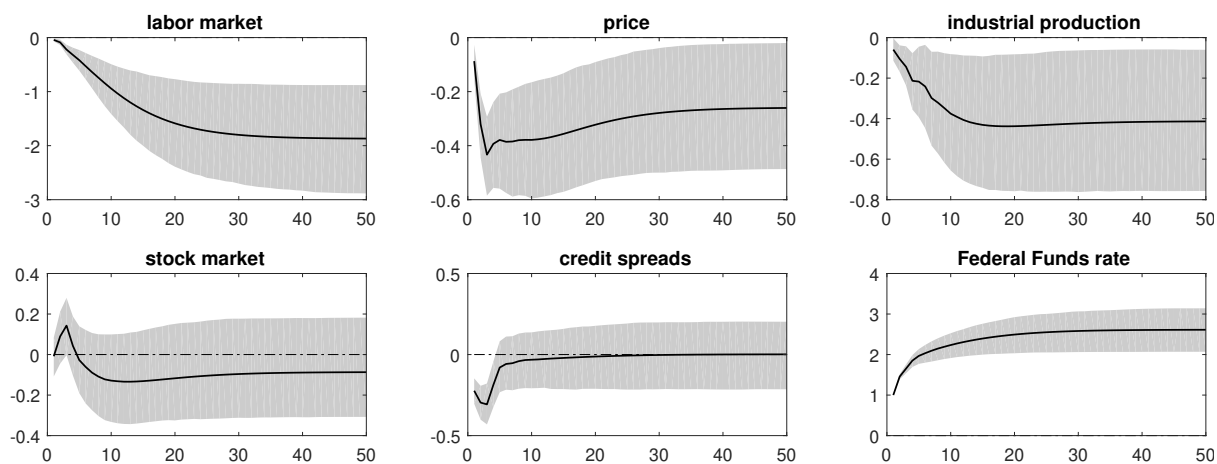 labor market
0
-1
-2
-3
0 10 20 30 40 50
price
0
-0.2
-0.4
-0.6
0 10 20 30 40 50
industrial production
0
-0.2
-0.4
-0.6
-0.8
0 10 20 30 40 50
stock market
0.4
0.2
0
-0.2
-0.4
0 10 20 30 40 50
credit spreads
0.5
0
-0.5
0 10 20 30 40 50
Federal Funds rate
4
3
2
1
0
0 10 20 30 40 50